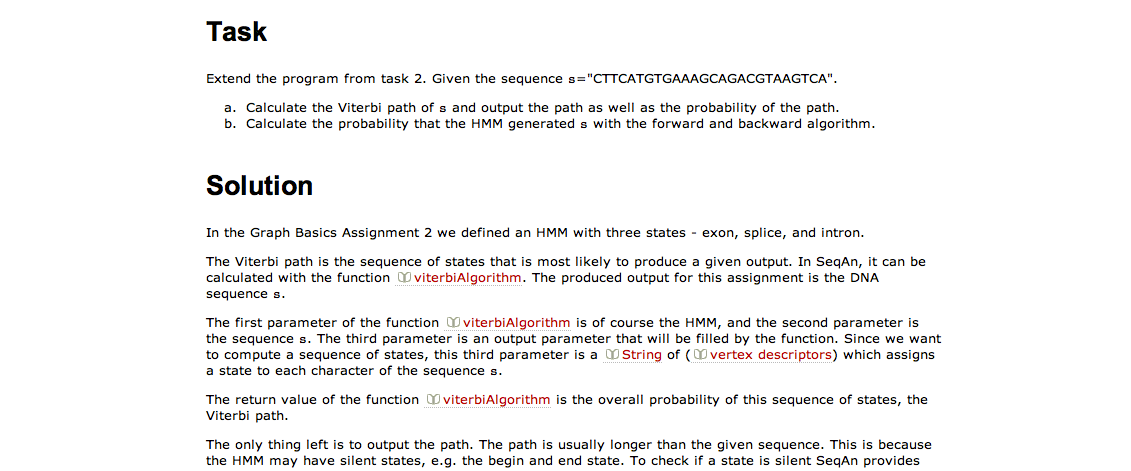 Task
Extend the program from task 2. Given the sequence s="CTTCATGTGAAAGCAGACGTAAGTCA".
a. Calculate the Viterbi path of s and output the path as well as the probability of the path.
b. Calculate the probability that the HMM generated s with the forward and backward algorithm.
Solution
In the Graph Basics Assignment 2 we defined an HMM with three states - exon, splice, and intron.
The Viterbi path is the sequence of states that is most likely to produce a given output. In SeqAn, it can be
calculated with the function viterbiAlgorithm. The produced output for this assignment is the DNA
sequence s.
The first parameter of the function viterbiAlgorithm is of course the HMM, and the second parameter is
the sequence s. The third parameter is an output parameter that will be filled by the function. Since we want
to compute a sequence of states, this third parameter is a String of (vertex descriptors) which assigns
a state to each character of the sequence s.
The return value of the function viterbiAlgorithm is the overall probability of this sequence of states, the
Viterbi path.
The only thing left is to output the path. The path is usually longer than the given sequence. This is because
the HMM may have silent states, e.g. the begin and end state. To check if a state is silent SeqAn provides